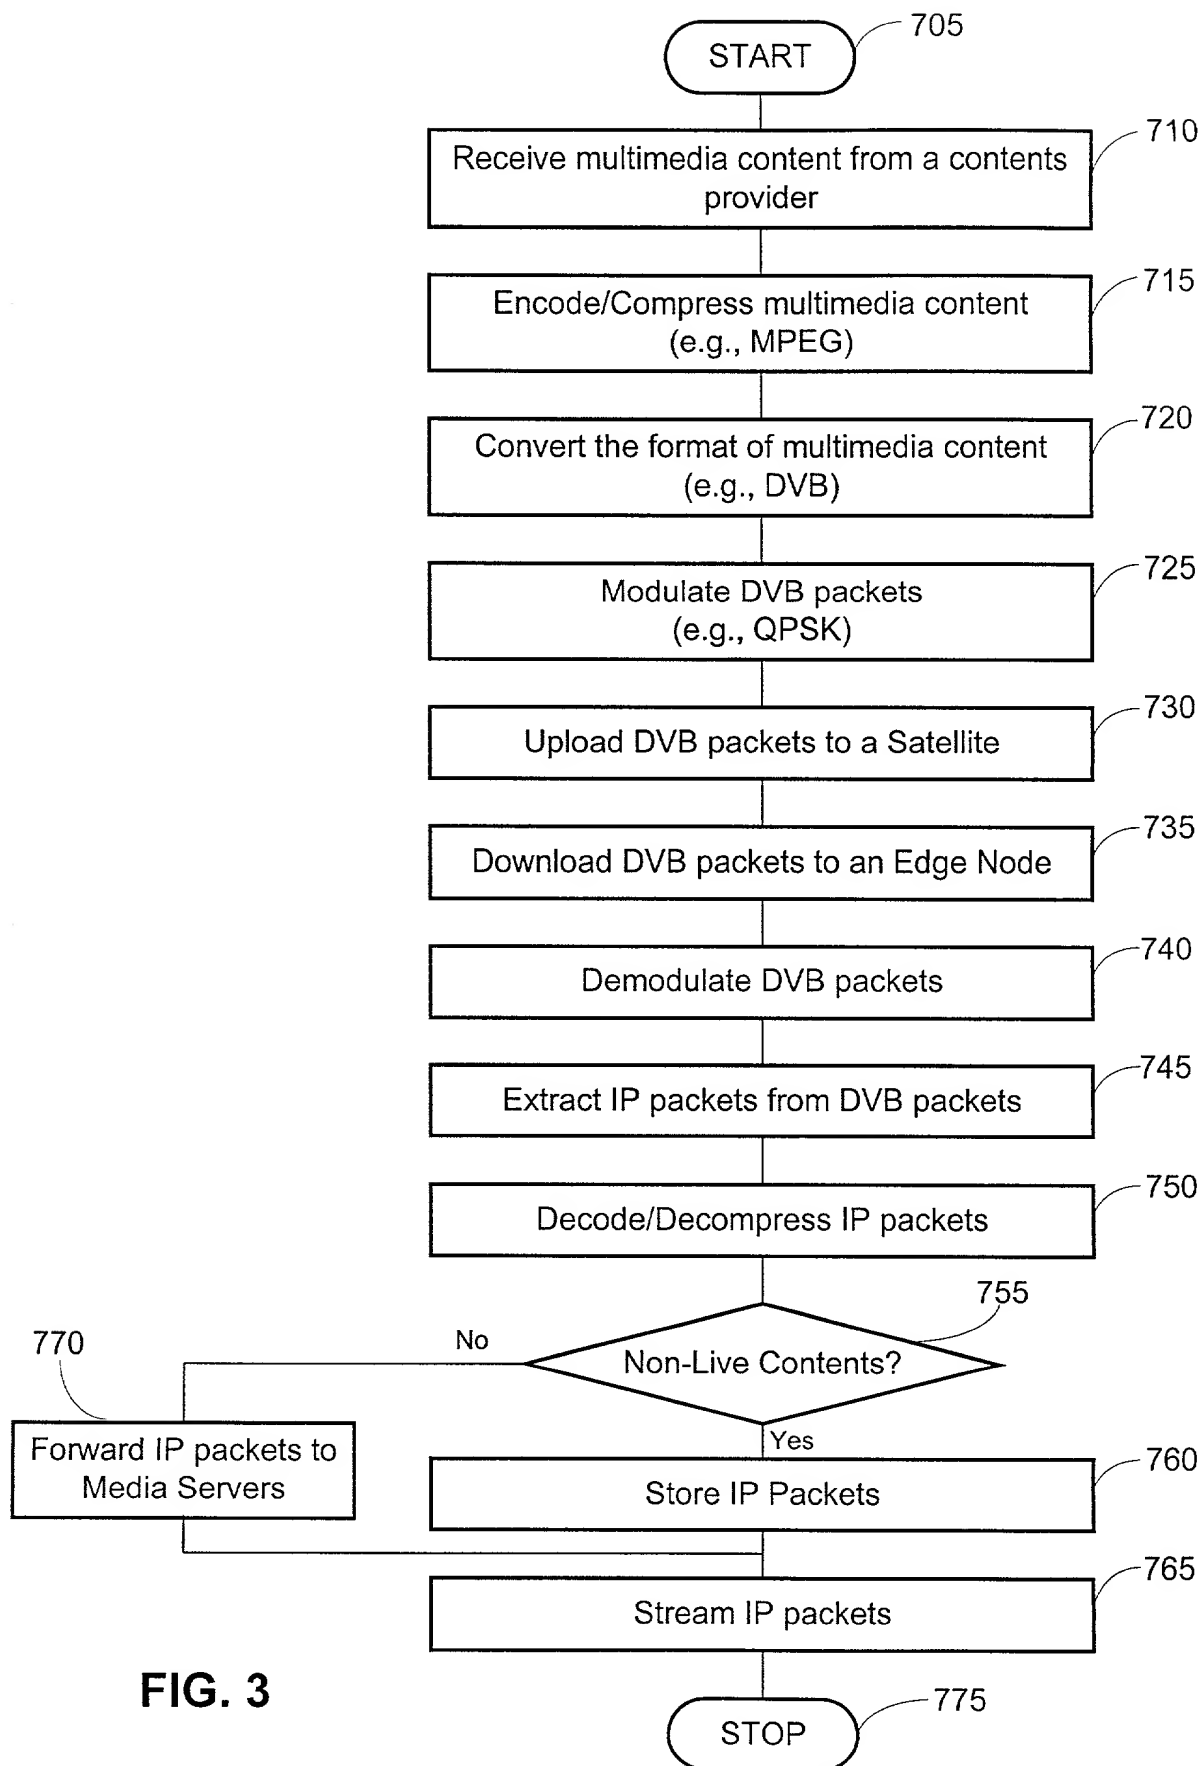 705
START
710
Receive multimedia content from a contents
provider
715
Encode/Compress multimedia content
(e.g., MPEG)
720
Convert the format of multimedia content
(e.g., DVB)
725
Modulate DVB packets
(e.g., QPSK)
730
Upload DVB packets to a Satellite
735
Download DVB packets to an Edge Node
740
Demodulate DVB packets
745
Extract IP packets from DVB packets
750
Decode/Decompress IP packets
755
Non-Live Contents?
No
770
Forward IP packets to
Media Servers
Yes
760
Store IP Packets
765
Stream IP packets
FIG. 3
775
STOP